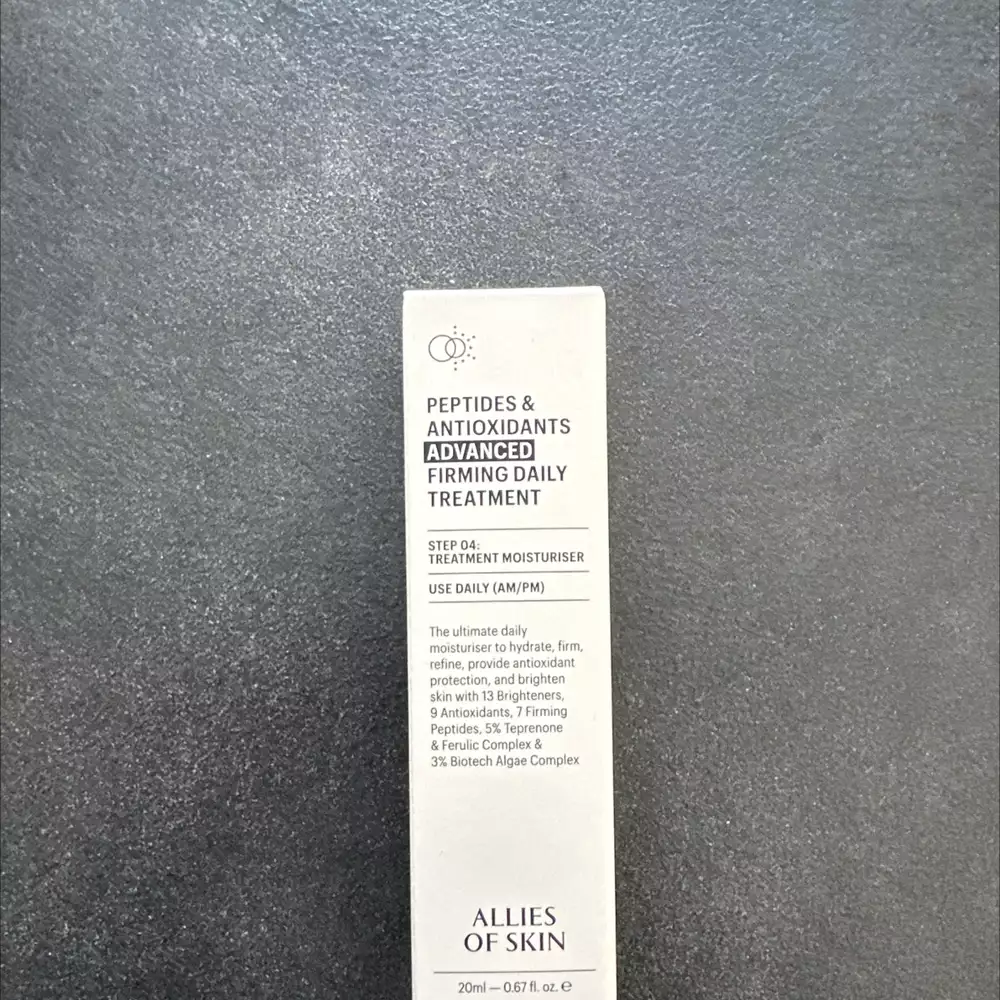 PEPTIDES &
ANTIOXIDANTS
ADVANCED
FIRMING DAILY
TREATMENT
STEP 04:
TREATMENT MOISTURISER
USE DAILY (AM/PM)
The ultimate daily
moisturiser to hydrate, firm,
refine, provide antioxidant
protection, and brighten
skin with 13 Brighteners,
9 Antioxidants, 7 Firming
Peptides, 5% Teprenone
& Ferulic Complex &
3% Biotech Algae Complex
ALLIES
OF SKIN
20ml — 0.67 fl. oz. ℮